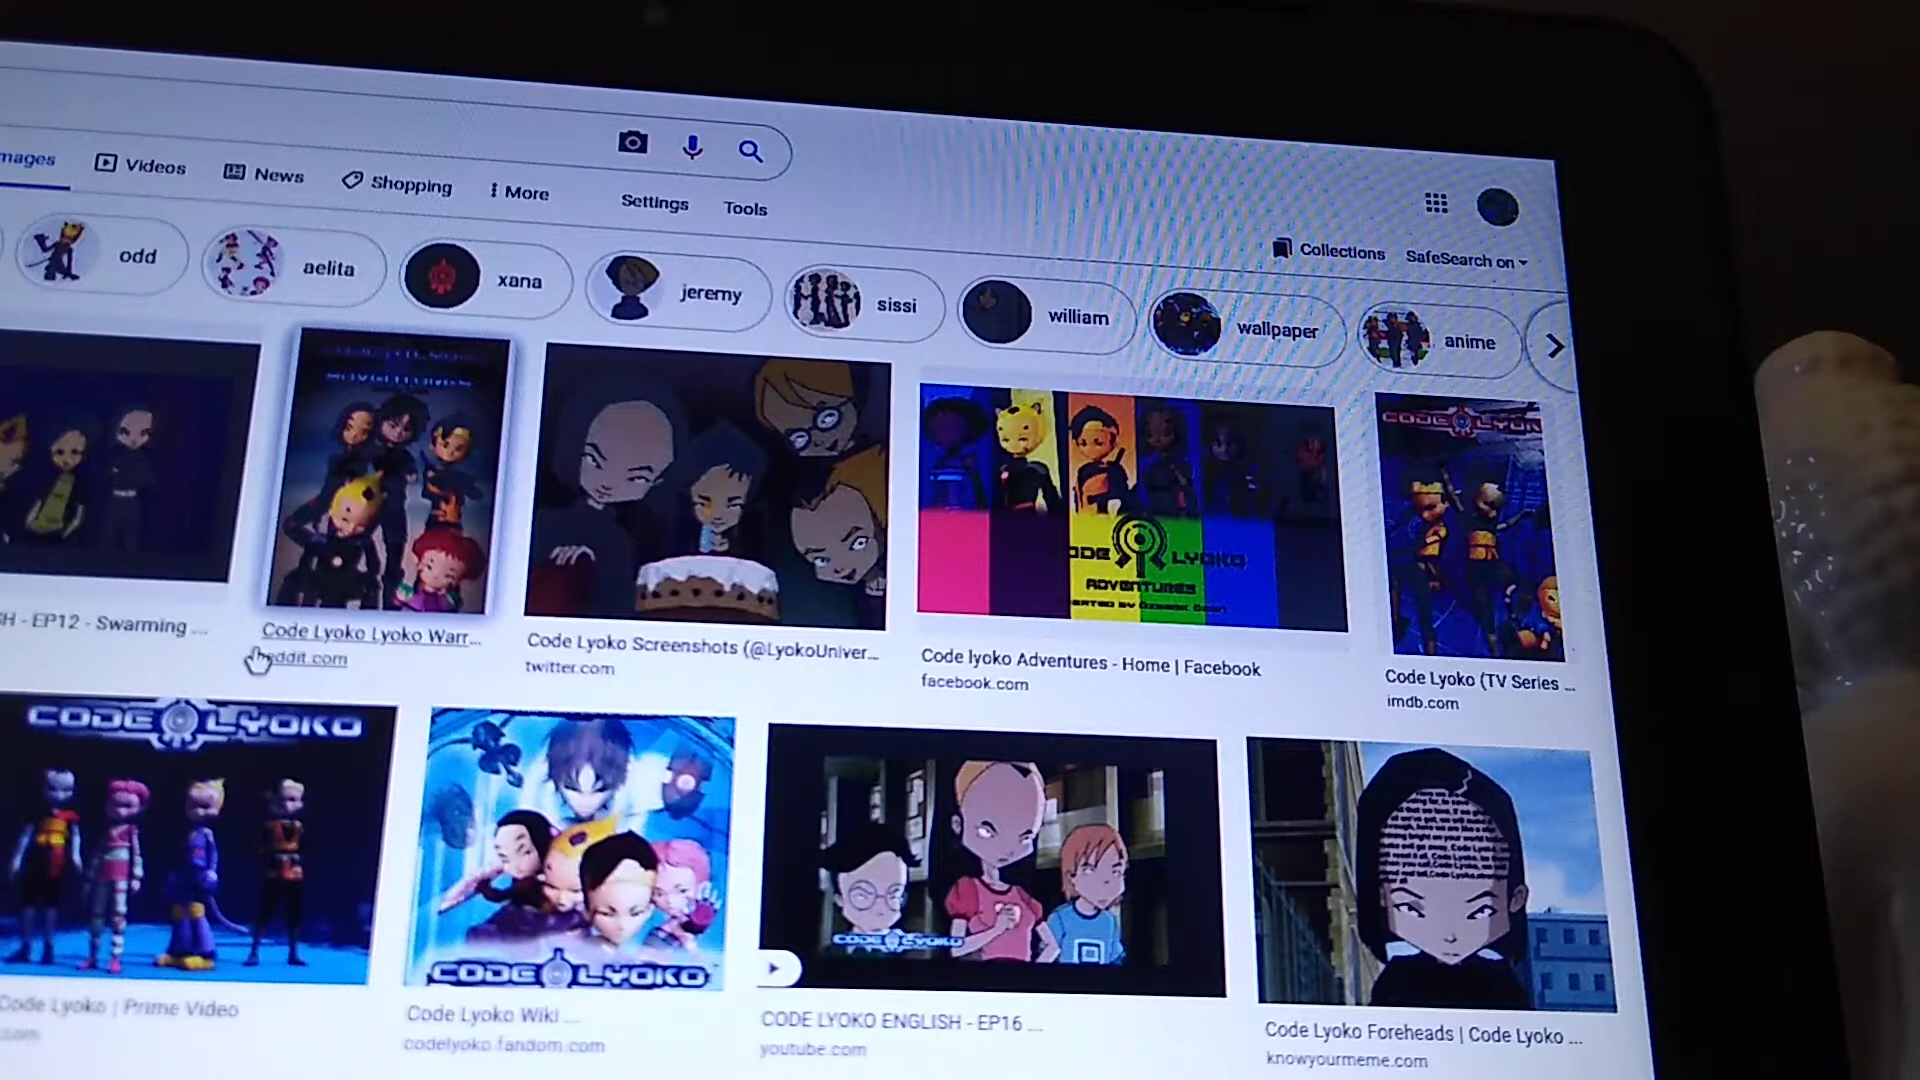 mages Videos News Shopping More Settings Tools
Collections SafeSearch on
odd aelita xana jeremy sissi william wallpaper anime
CODE LYOKO
ADVENTURES
H - EP12 - Swarming ...
Code Lyoko Lyoko Warr...
reddit.com
Code Lyoko Screenshots (@LyokoUniver...
twitter.com
Code lyoko Adventures - Home | Facebook
facebook.com
Code Lyoko (TV Series ...
imdb.com
CODE LYOKO
CODE LYOKO
CODE LYOKO
Code Lyoko | Prime Video
Code Lyoko Wiki ...
codelyoko.fandom.com
CODE LYOKO ENGLISH - EP16 ...
youtube.com
Code Lyoko Foreheads | Code Lyoko ...
knowyourmeme.com